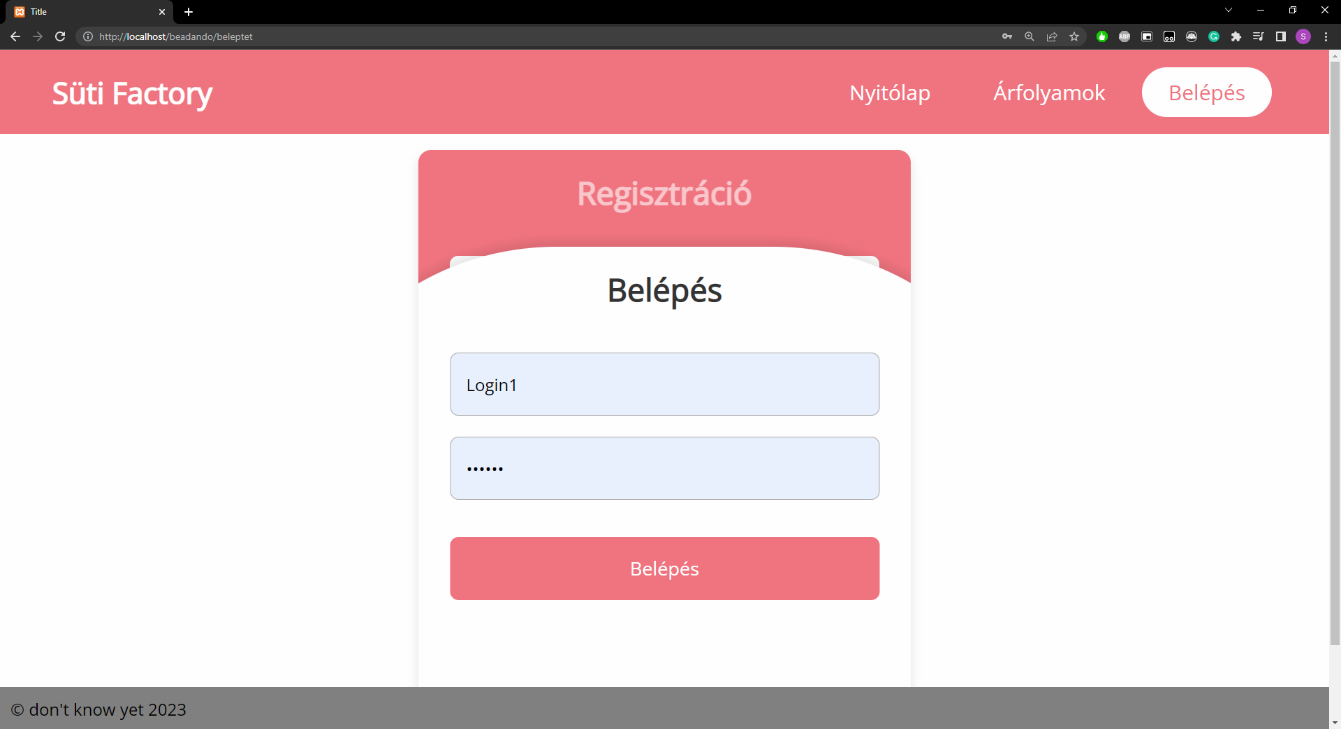 Title
http://localhost/beadando/beleptet
S
Süti Factory
Nyitólap
Árfolyamok
Belépés
Regisztráció
Belépés
Login1
••••••
Belépés
© don't know yet 2023